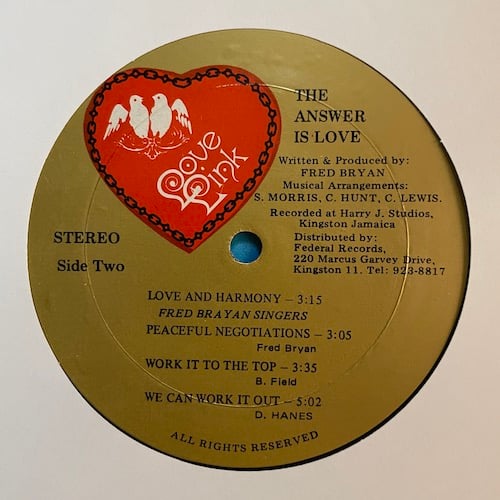 Love
Link
THE
ANSWER
IS LOVE
Written & Produced by:
FRED BRYAN
Musical Arrangements:
S. MORRIS, C. HUNT, C. LEWIS.
Recorded at Harry J. Studios,
Kingston Jamaica
Distributed by:
Federal Records,
220 Marcus Garvey Drive,
Kingston 11. Tel: 923-8817
STEREO
Side Two
LOVE AND HARMONY – 3:15
FRED BRAYAN SINGERS
PEACEFUL NEGOTIATIONS – 3:05
Fred Bryan
WORK IT TO THE TOP – 3:35
B. Field
WE CAN WORK IT OUT – 5:02
D. HANES
ALL RIGHTS RESERVED